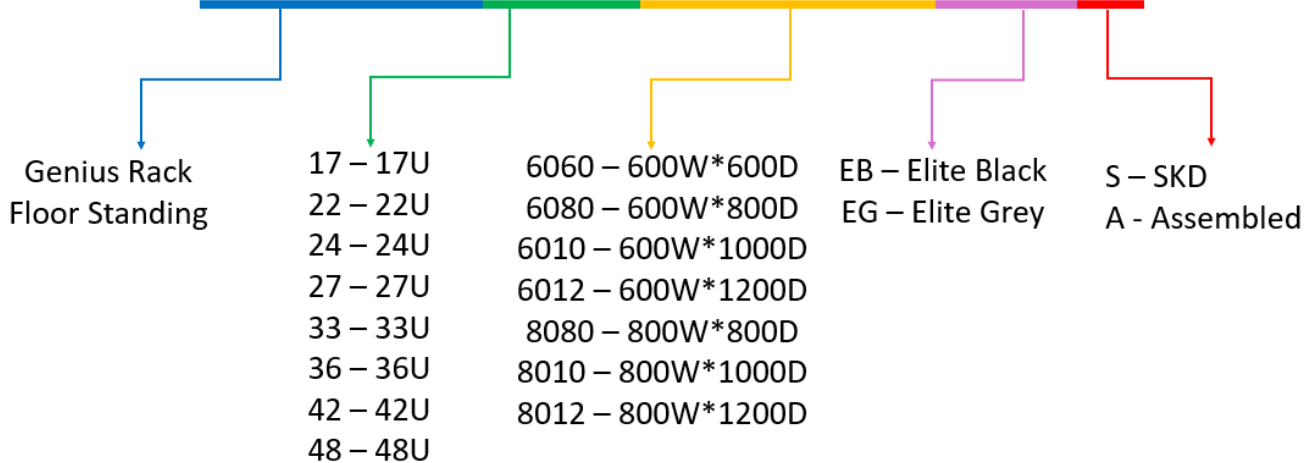 Genius Rack
Floor Standing
17 – 17U
22 – 22U
24 – 24U
27 – 27U
33 – 33U
36 – 36U
42 – 42U
48 – 48U
6060 – 600W*600D
6080 – 600W*800D
6010 – 600W*1000D
6012 – 600W*1200D
8080 – 800W*800D
8010 – 800W*1000D
8012 – 800W*1200D
EB – Elite Black
EG – Elite Grey
S – SKD
A - Assembled